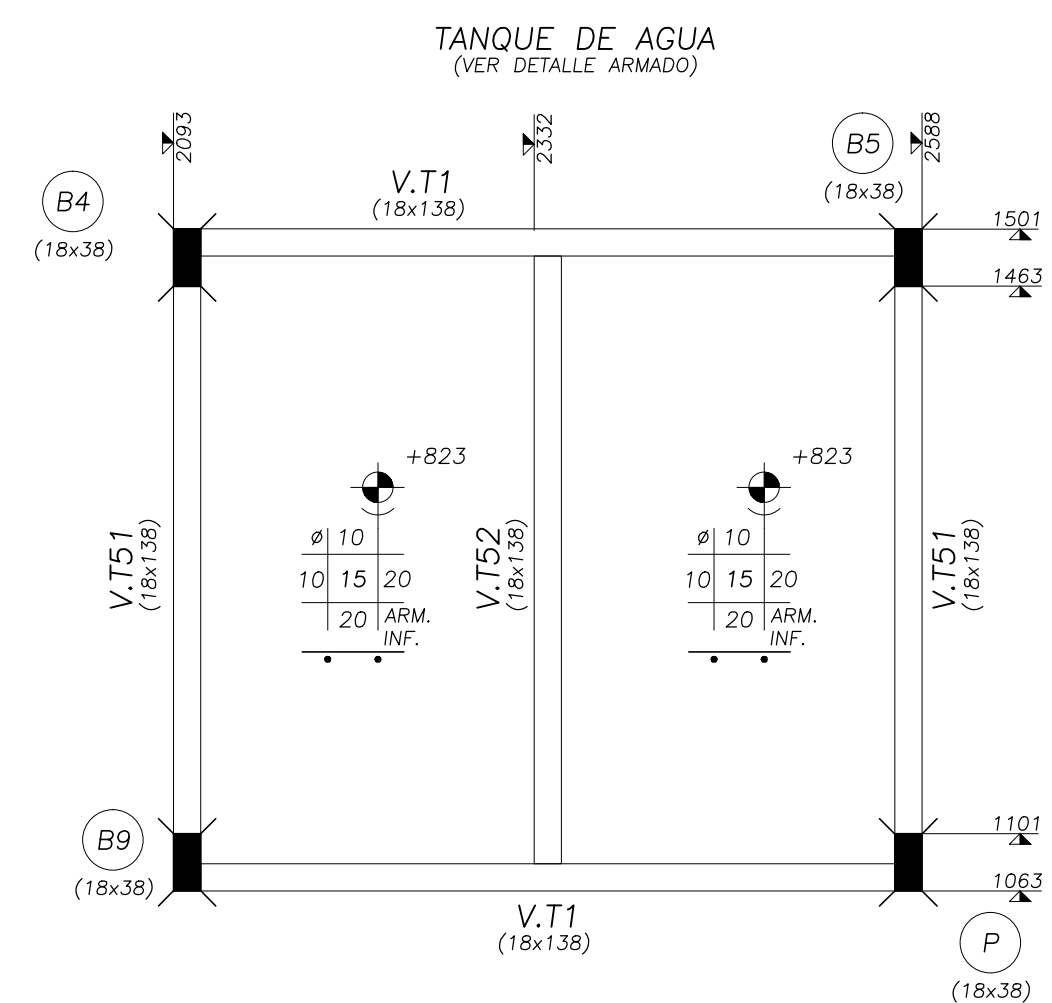 TANQUE DE AGUA
(VER DETALLE ARMADO)
2093
2332
2588
B4
(18x38)
V.T1
(18x138)
B5
(18x38)
1501
1463
+823
+823
V.T51
(18x138)
V.T52
(18x138)
V.T51
(18x138)
ø 10
10 15 20
20 ARM.
INF.
ø 10
10 15 20
20 ARM.
INF.
B9
(18x38)
1101
1063
V.T1
(18x138)
P
(18x38)